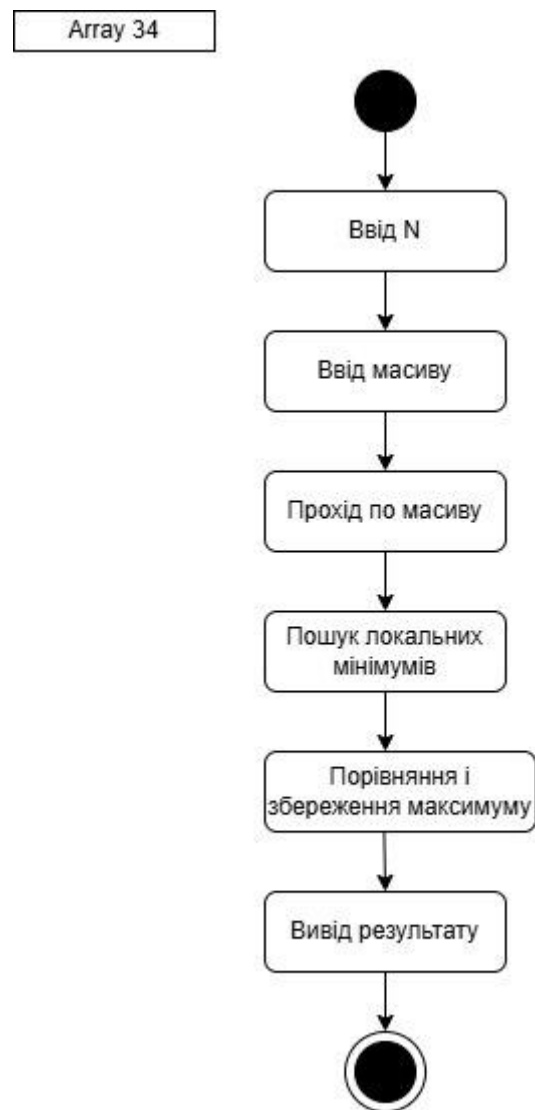 Array 34
Ввід N
Ввід масиву
Прохід по масиву
Пошук локальних
мінімумів
Порівняння і
збереження максимуму
Вивід результату